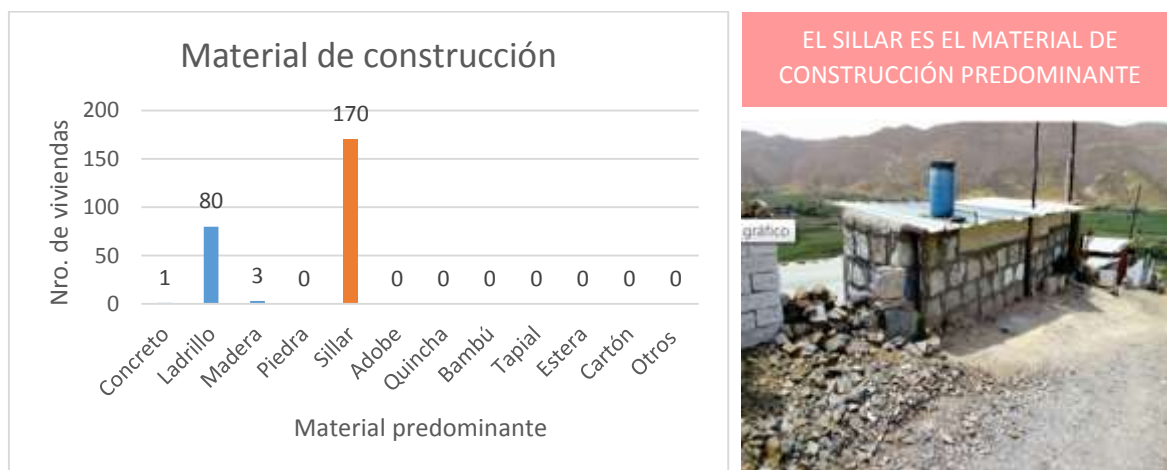 Material de construcción
EL SILLAR ES EL MATERIAL DE
CONSTRUCCIÓN PREDOMINANTE
Nro. de viviendas
200
150
100
50
0
1
80
3
0
170
0
0
0
0
0
0
0
Concreto
Ladrillo
Madera
Piedra
Sillar
Adobe
Quincha
Bambú
Tapial
Estera
Cartón
Otros
Material predominante
gráfico